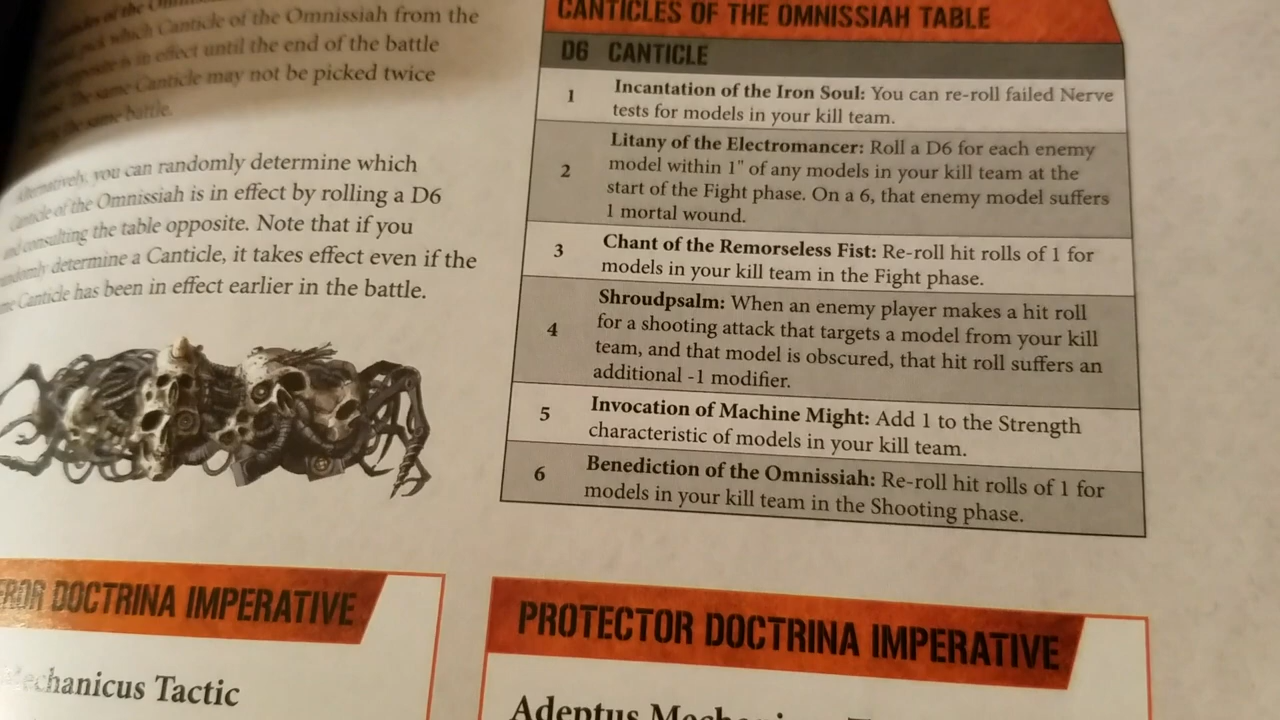 which Canticle of the Omnissiah from the
is in effect until the end of the battle
The same Canticle may not be picked twice
the same battle.
Alternatively, you can randomly determine which
Canticle of the Omnissiah is in effect by rolling a D6
and consulting the table opposite. Note that if you
randomly determine a Canticle, it takes effect even if the
Canticle has been in effect earlier in the battle.
CANTICLES OF THE OMNISSIAH TABLE
D6 CANTICLE
1 Incantation of the Iron Soul: You can re-roll failed Nerve
tests for models in your kill team.
2 Litany of the Electromancer: Roll a D6 for each enemy
model within 1" of any models in your kill team at the
start of the Fight phase. On a 6, that enemy model suffers
1 mortal wound.
3 Chant of the Remorseless Fist: Re-roll hit rolls of 1 for
models in your kill team in the Fight phase.
4 Shroudpsalm: When an enemy player makes a hit roll
for a shooting attack that targets a model from your kill
team, and that model is obscured, that hit roll suffers an
additional -1 modifier.
5 Invocation of Machine Might: Add 1 to the Strength
characteristic of models in your kill team.
6 Benediction of the Omnissiah: Re-roll hit rolls of 1 for
models in your kill team in the Shooting phase.
DOCTRINA IMPERATIVE
Tactic
PROTECTOR DOCTRINA IMPERATIVE
Adeptus